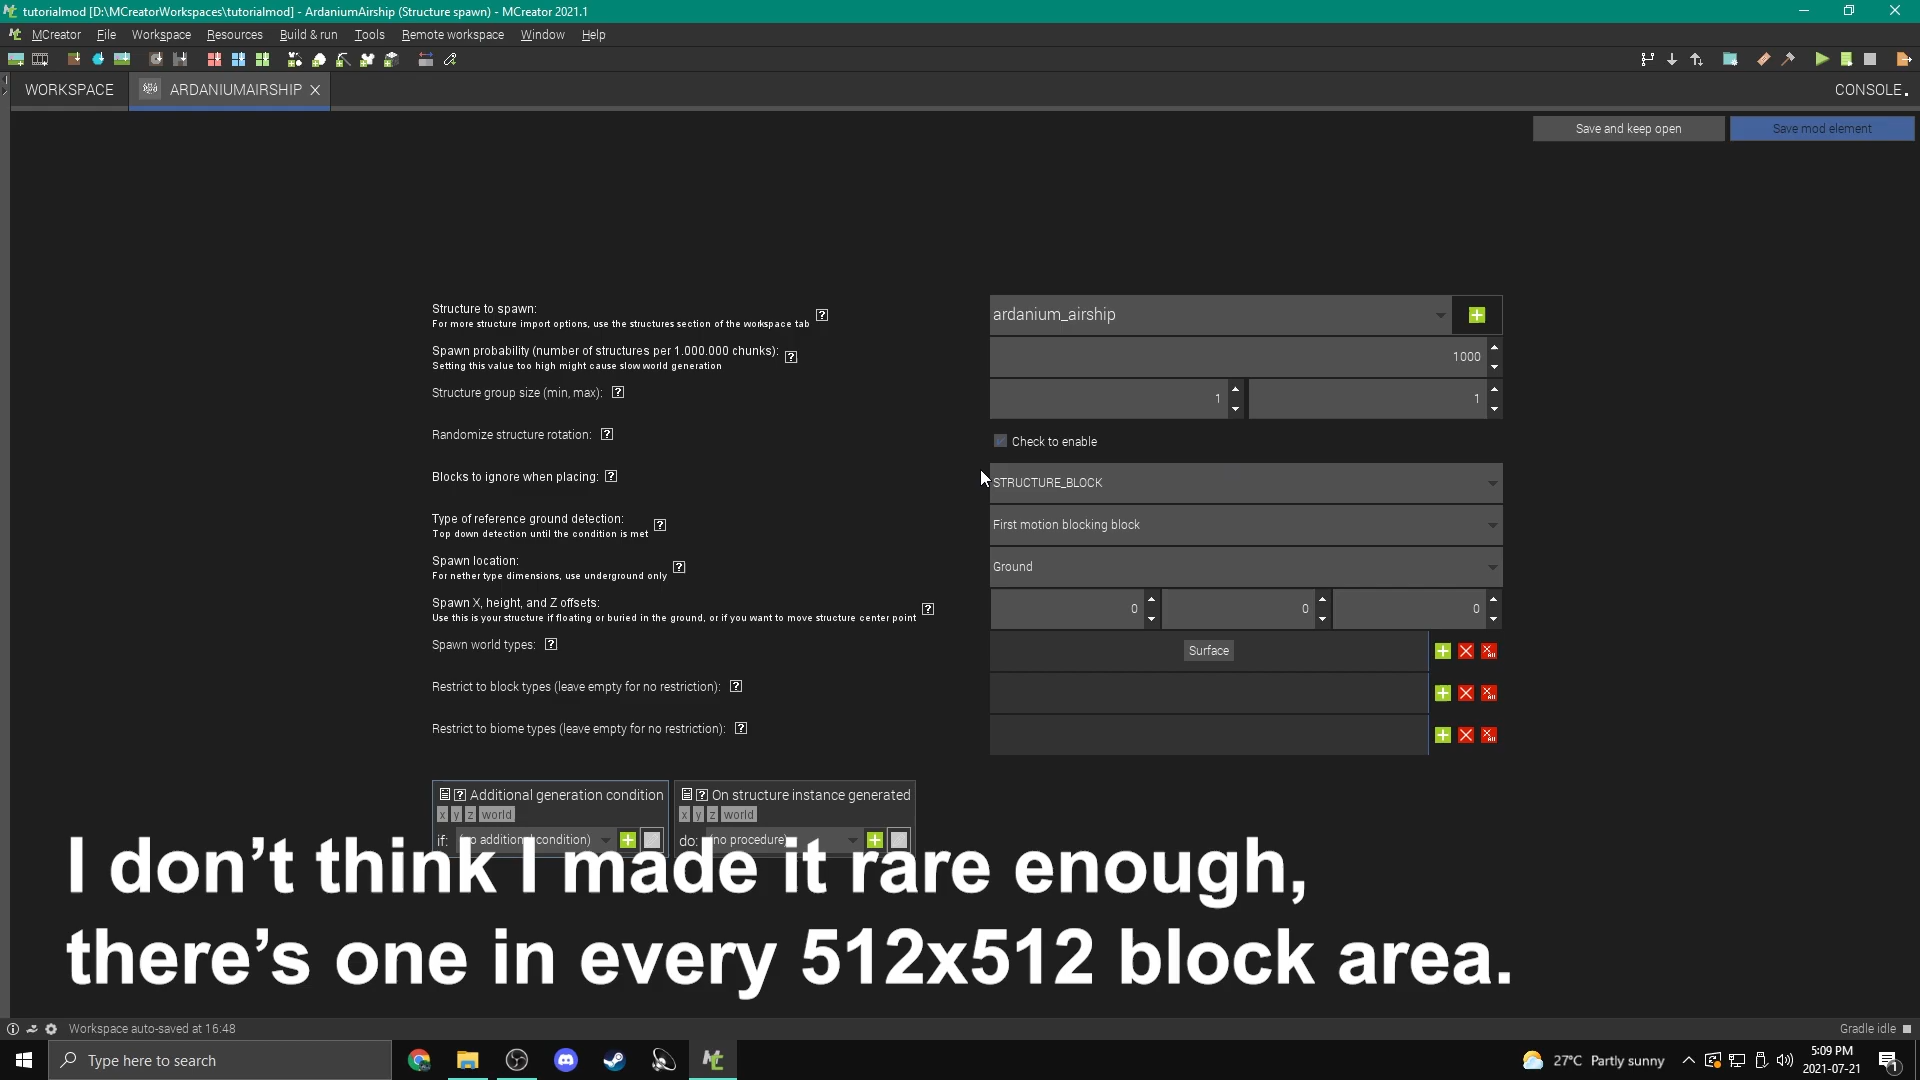 tutorialmod [D:\MCreatorWorkspaces\tutorialmod] - ArdaniumAirship (Structure spawn) - MCreator 2021.1
MCreator File Workspace Resources Build & run Tools Remote workspace Window Help
WORKSPACE ARDANIUMAIRSHIP CONSOLE
Save and keep open Save mod element
Structure to spawn:
For more structure import options, use the structures section of the workspace tab
ardanium_airship
Spawn probability (number of structures per 1.000.000 chunks):
Setting this value too high might cause slow world generation
1000
Structure group size (min, max):
1 1
Randomize structure rotation:
Check to enable
Blocks to ignore when placing:
STRUCTURE_BLOCK
Type of reference ground detection:
Top down detection until the condition is met
First motion blocking block
Spawn location:
For nether type dimensions, use underground only
Ground
Spawn X, height, and Z offsets:
Use this is your structure if floating or buried in the ground, or if you want to move structure center point
0 0 0
Spawn world types:
Surface
Restrict to block types (leave empty for no restriction):
Restrict to biome types (leave empty for no restriction):
Additional generation condition
x y z world
if: (no additional condition)
On structure instance generated
x y z world
do: (no procedure)
I don't think I made it rare enough,
there's one in every 512x512 block area.
Workspace auto-saved at 16:48 Gradle idle
Type here to search
27°C Partly sunny
5:09 PM
2021-07-21
1